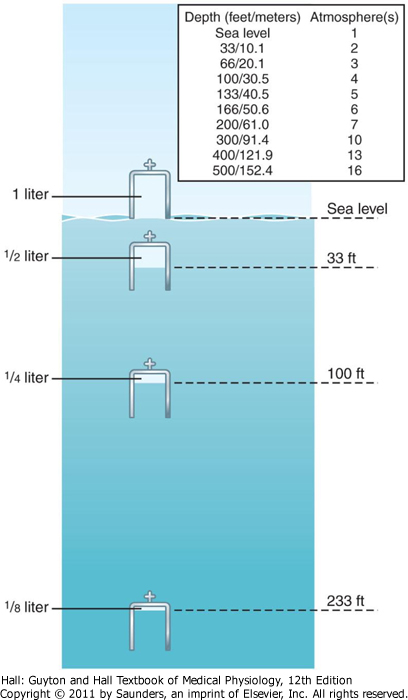 Depth (feet/meters) Atmosphere(s)
Sea level 1
33/10.1 2
66/20.1 3
100/30.5 4
133/40.5 5
166/50.6 6
200/61.0 7
300/91.4 10
400/121.9 13
500/152.4 16
1 liter
Sea level
1/2 liter
33 ft
1/4 liter
100 ft
1/8 liter
233 ft
Hall: Guyton and Hall Textbook of Medical Physiology, 12th Edition
Copyright © 2011 by Saunders, an imprint of Elsevier, Inc. All rights reserved.